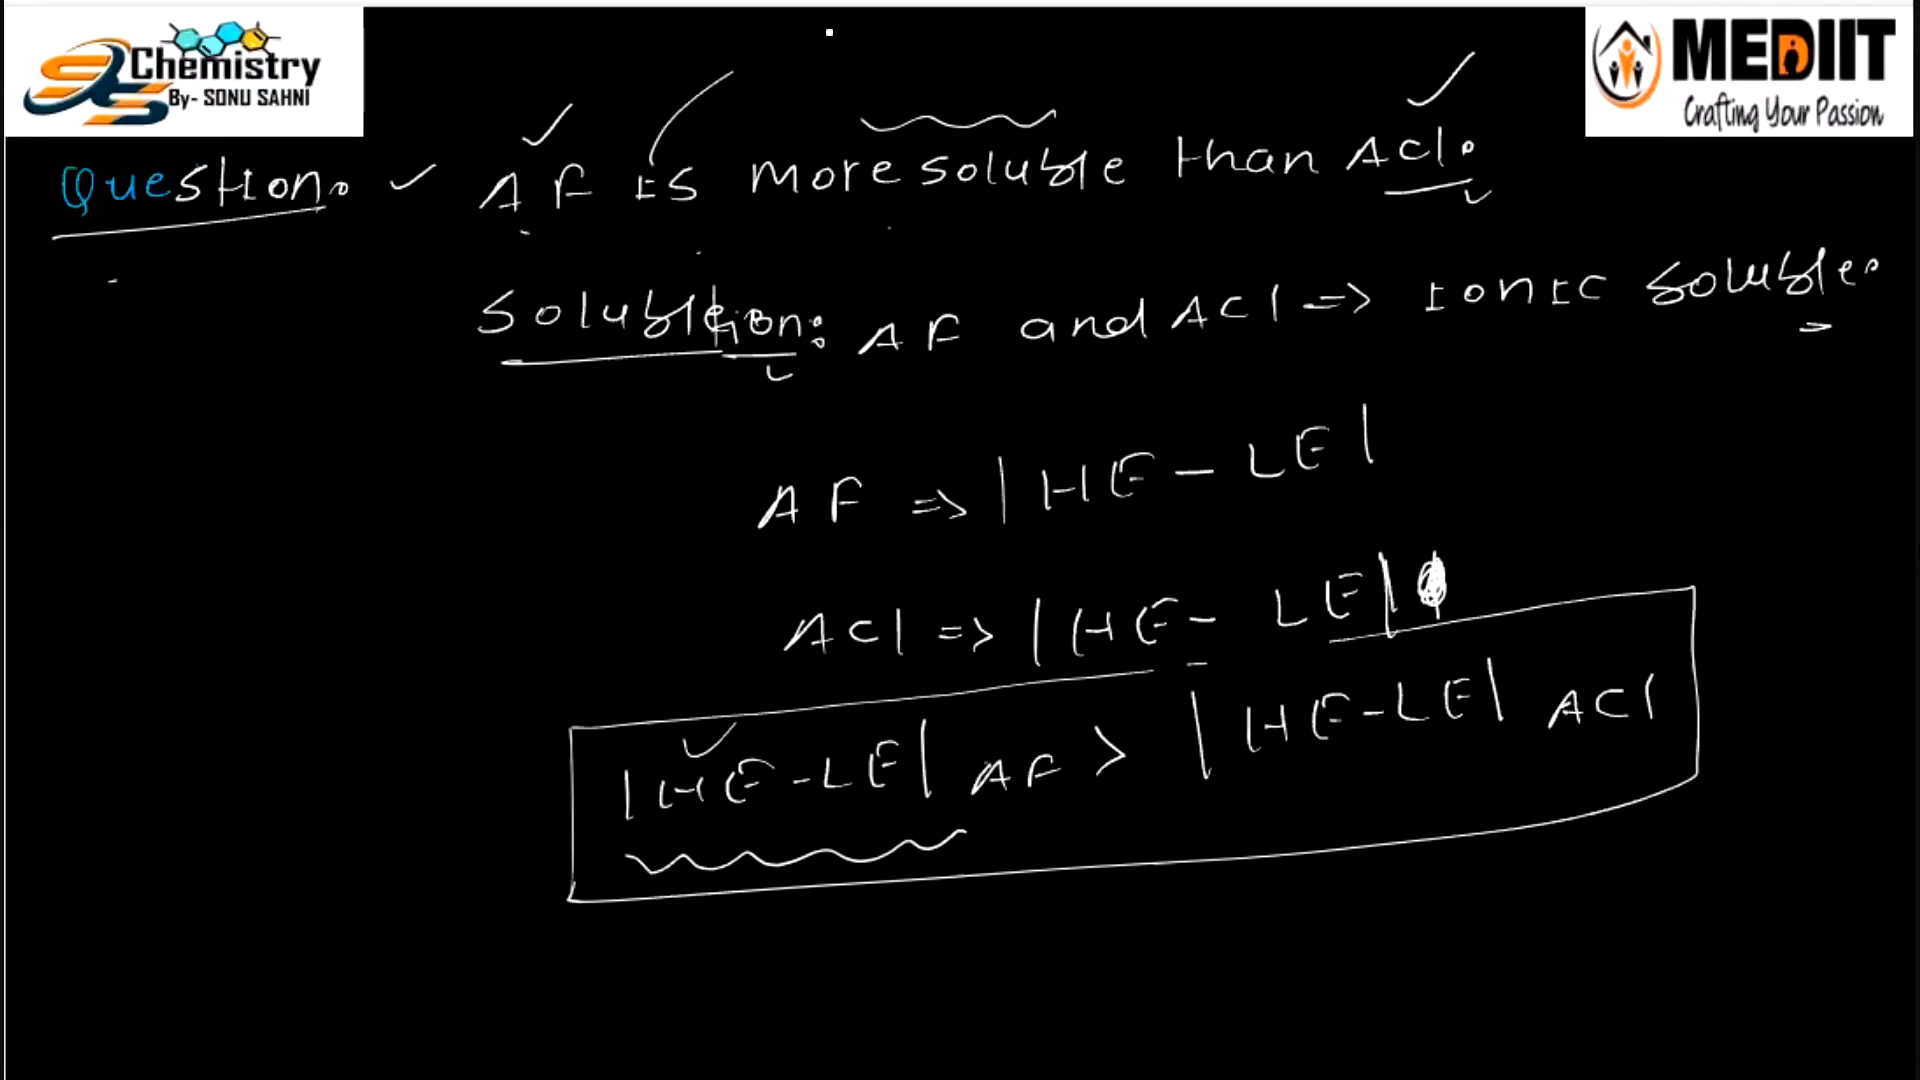 Chemistry
By- SONU SAHNI
MEDIIT
Crafting Your Passion
Question. AF IS more soluble than ACl.
AF and ACl => IONIC soluble.
AF => |HE - LE|
ACl => |HE - LE|
|HE-LE| AF > |HE-LE| ACl